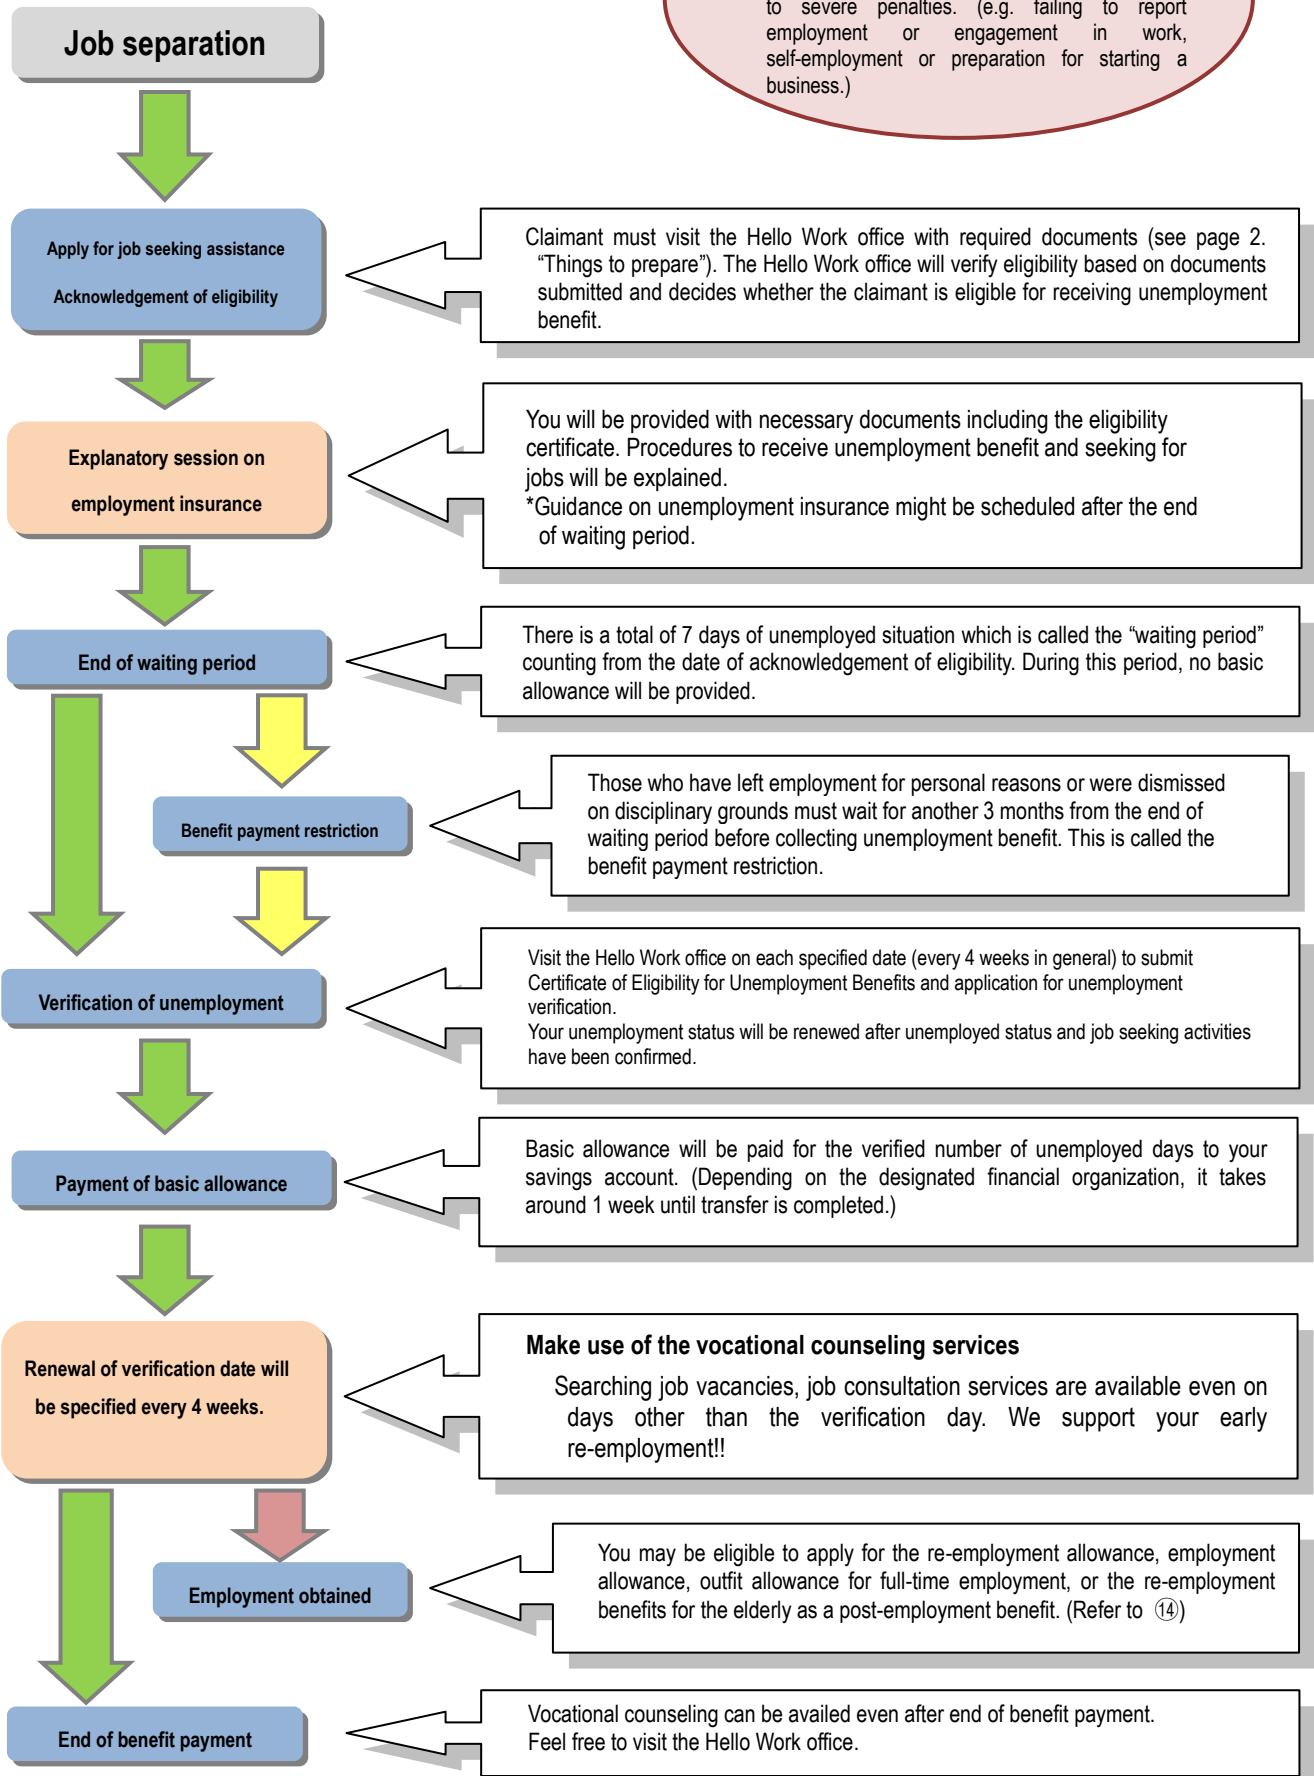 to severe penalties. (e.g. failing to report
employment or engagement in work,
self-employment or preparation for starting a
business.)
Job separation
Apply for job seeking assistance
Acknowledgement of eligibility
Claimant must visit the Hello Work office with required documents (see page 2.
“Things to prepare”). The Hello Work office will verify eligibility based on documents
submitted and decides whether the claimant is eligible for receiving unemployment
benefit.
Explanatory session on
employment insurance
You will be provided with necessary documents including the eligibility
certificate. Procedures to receive unemployment benefit and seeking for
jobs will be explained.
*Guidance on unemployment insurance might be scheduled after the end
of waiting period.
End of waiting period
There is a total of 7 days of unemployed situation which is called the “waiting period”
counting from the date of acknowledgement of eligibility. During this period, no basic
allowance will be provided.
Benefit payment restriction
Those who have left employment for personal reasons or were dismissed
on disciplinary grounds must wait for another 3 months from the end of
waiting period before collecting unemployment benefit. This is called the
benefit payment restriction.
Verification of unemployment
Visit the Hello Work office on each specified date (every 4 weeks in general) to submit
Certificate of Eligibility for Unemployment Benefits and application for unemployment
verification.
Your unemployment status will be renewed after unemployed status and job seeking activities
have been confirmed.
Payment of basic allowance
Basic allowance will be paid for the verified number of unemployed days to your
savings account. (Depending on the designated financial organization, it takes
around 1 week until transfer is completed.)
Renewal of verification date will
be specified every 4 weeks.
Make use of the vocational counseling services
Searching job vacancies, job consultation services are available even on
days other than the verification day. We support your early
re-employment!!
Employment obtained
You may be eligible to apply for the re-employment allowance, employment
allowance, outfit allowance for full-time employment, or the re-employment
benefits for the elderly as a post-employment benefit. (Refer to ⑭)
End of benefit payment
Vocational counseling can be availed even after end of benefit payment.
Feel free to visit the Hello Work office.